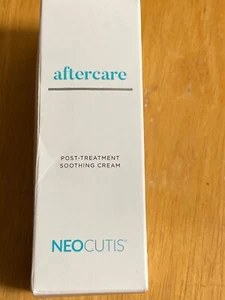 aftercare
POST-TREATMENT
SOOTHING CREAM
NEOCUTIS®